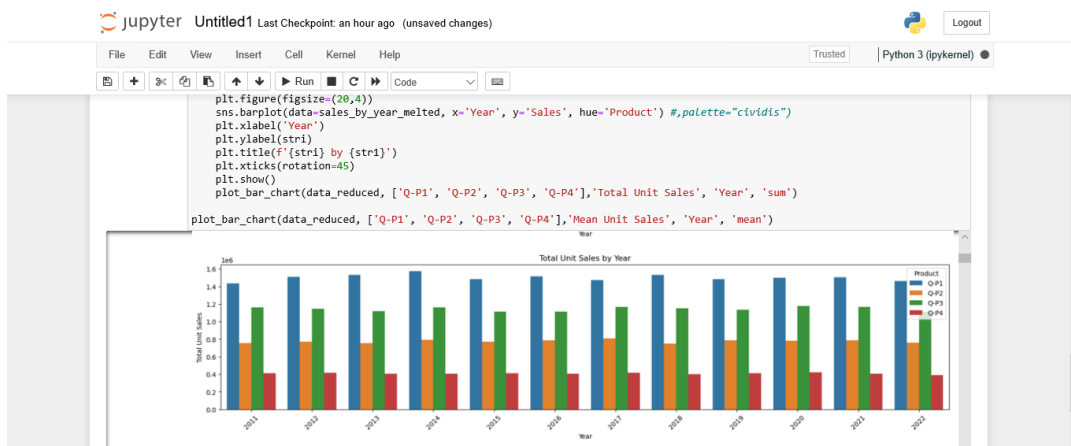 jupyter Untitled1 Last Checkpoint: an hour ago (unsaved changes) Logout
File Edit View Insert Cell Kernel Help Trusted Python 3 (ipykernel)
Run Code
plt.figure(figsize=(20,4))
sns.barplot(data=sales_by_year_melted, x='Year', y='Sales', hue='Product') #,palette="cividis")
plt.xlabel('Year')
plt.ylabel(stri)
plt.title(f'{stri} by {str1}')
plt.xticks(rotation=45)
plt.show()
plot_bar_chart(data_reduced, ['Q-P1', 'Q-P2', 'Q-P3', 'Q-P4'],'Total Unit Sales', 'Year', 'sum')
plot_bar_chart(data_reduced, ['Q-P1', 'Q-P2', 'Q-P3', 'Q-P4'],'Mean Unit Sales', 'Year', 'mean')
Year
Total Unit Sales by Year
1e6
1.6
1.4
1.2
1.0
0.8
0.6
0.4
0.2
0.0
Total Unit Sales
Product
Q-P1
Q-P2
Q-P3
Q-P4
2011 2012 2013 2014 2015 2016 2017 2018 2019 2020 2021 2022
Year